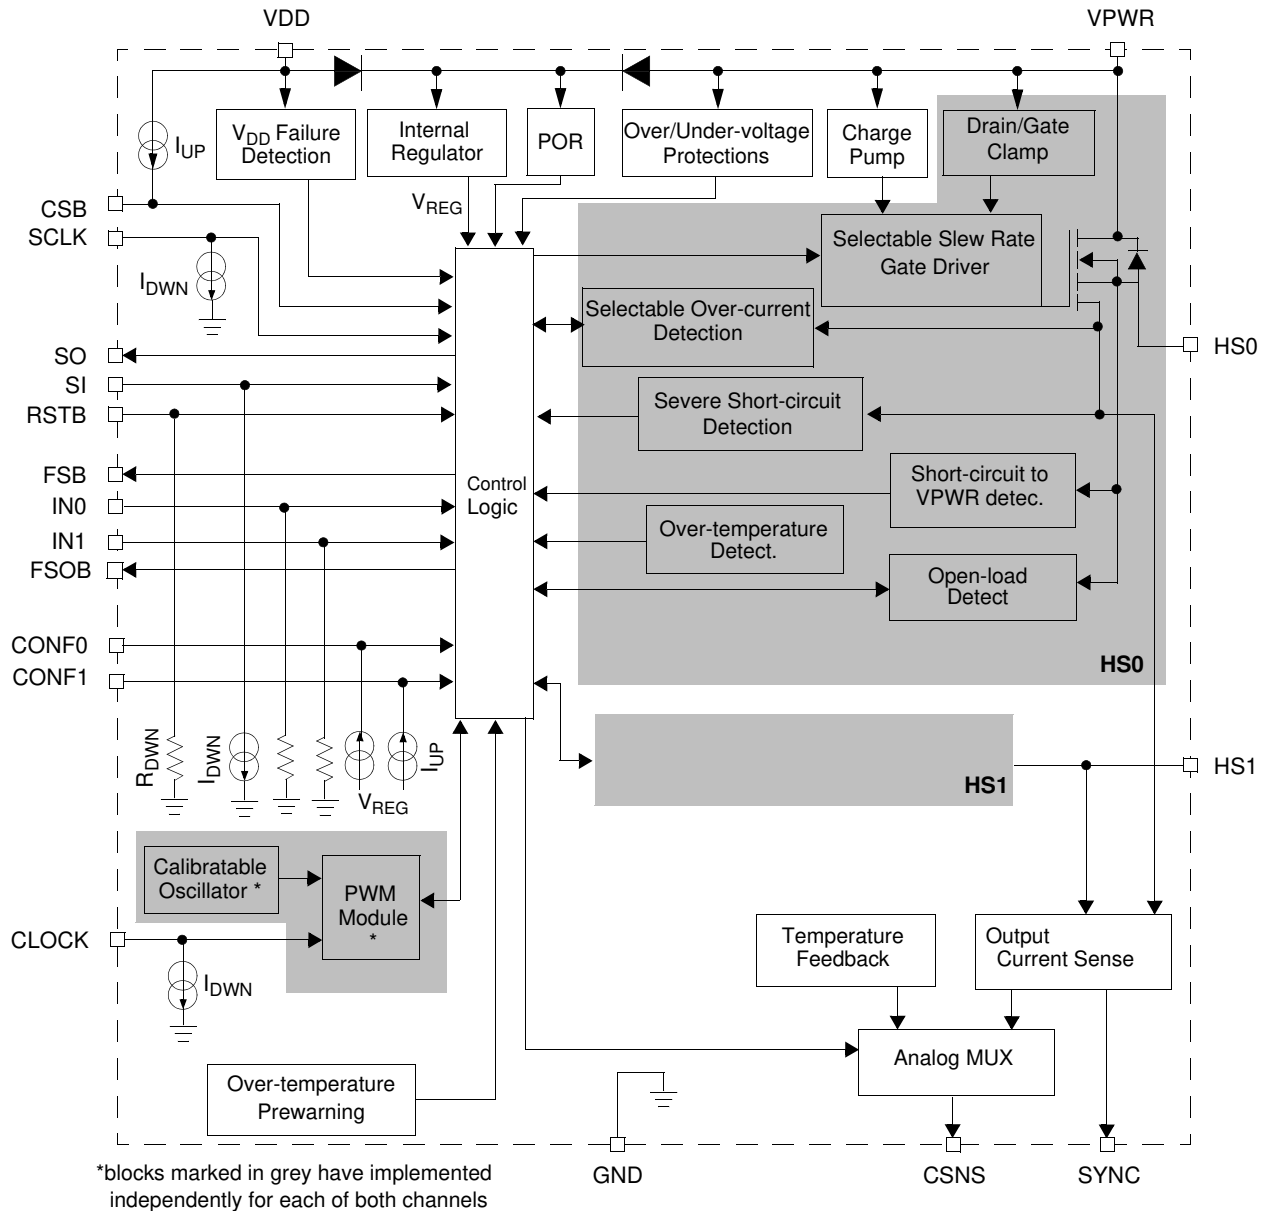 VDD
VPWR
VDD Failure
Detection
Internal
Regulator
POR
Over/Under-voltage
Protections
Charge
Pump
Drain/Gate
Clamp
IUP
VREG
CSB
SCLK
IDWN
Selectable Slew Rate
Gate Driver
Selectable Over-current
Detection
HS0
SO
SI
RSTB
Severe Short-circuit
Detection
FSB
IN0
IN1
FSOB
Control
Logic
Short-circuit to
VPWR detec.
Over-temperature
Detect.
Open-load
Detect
CONF0
CONF1
HS0
RDWN
IDWN
VREG
IUP
HS1
HS1
Calibratable
Oscillator *
PWM
Module
*
CLOCK
IDWN
Temperature
Feedback
Output
Current Sense
Analog MUX
Over-temperature
Prewarning
GND
CSNS
SYNC
*blocks marked in grey have implemented
independently for each of both channels